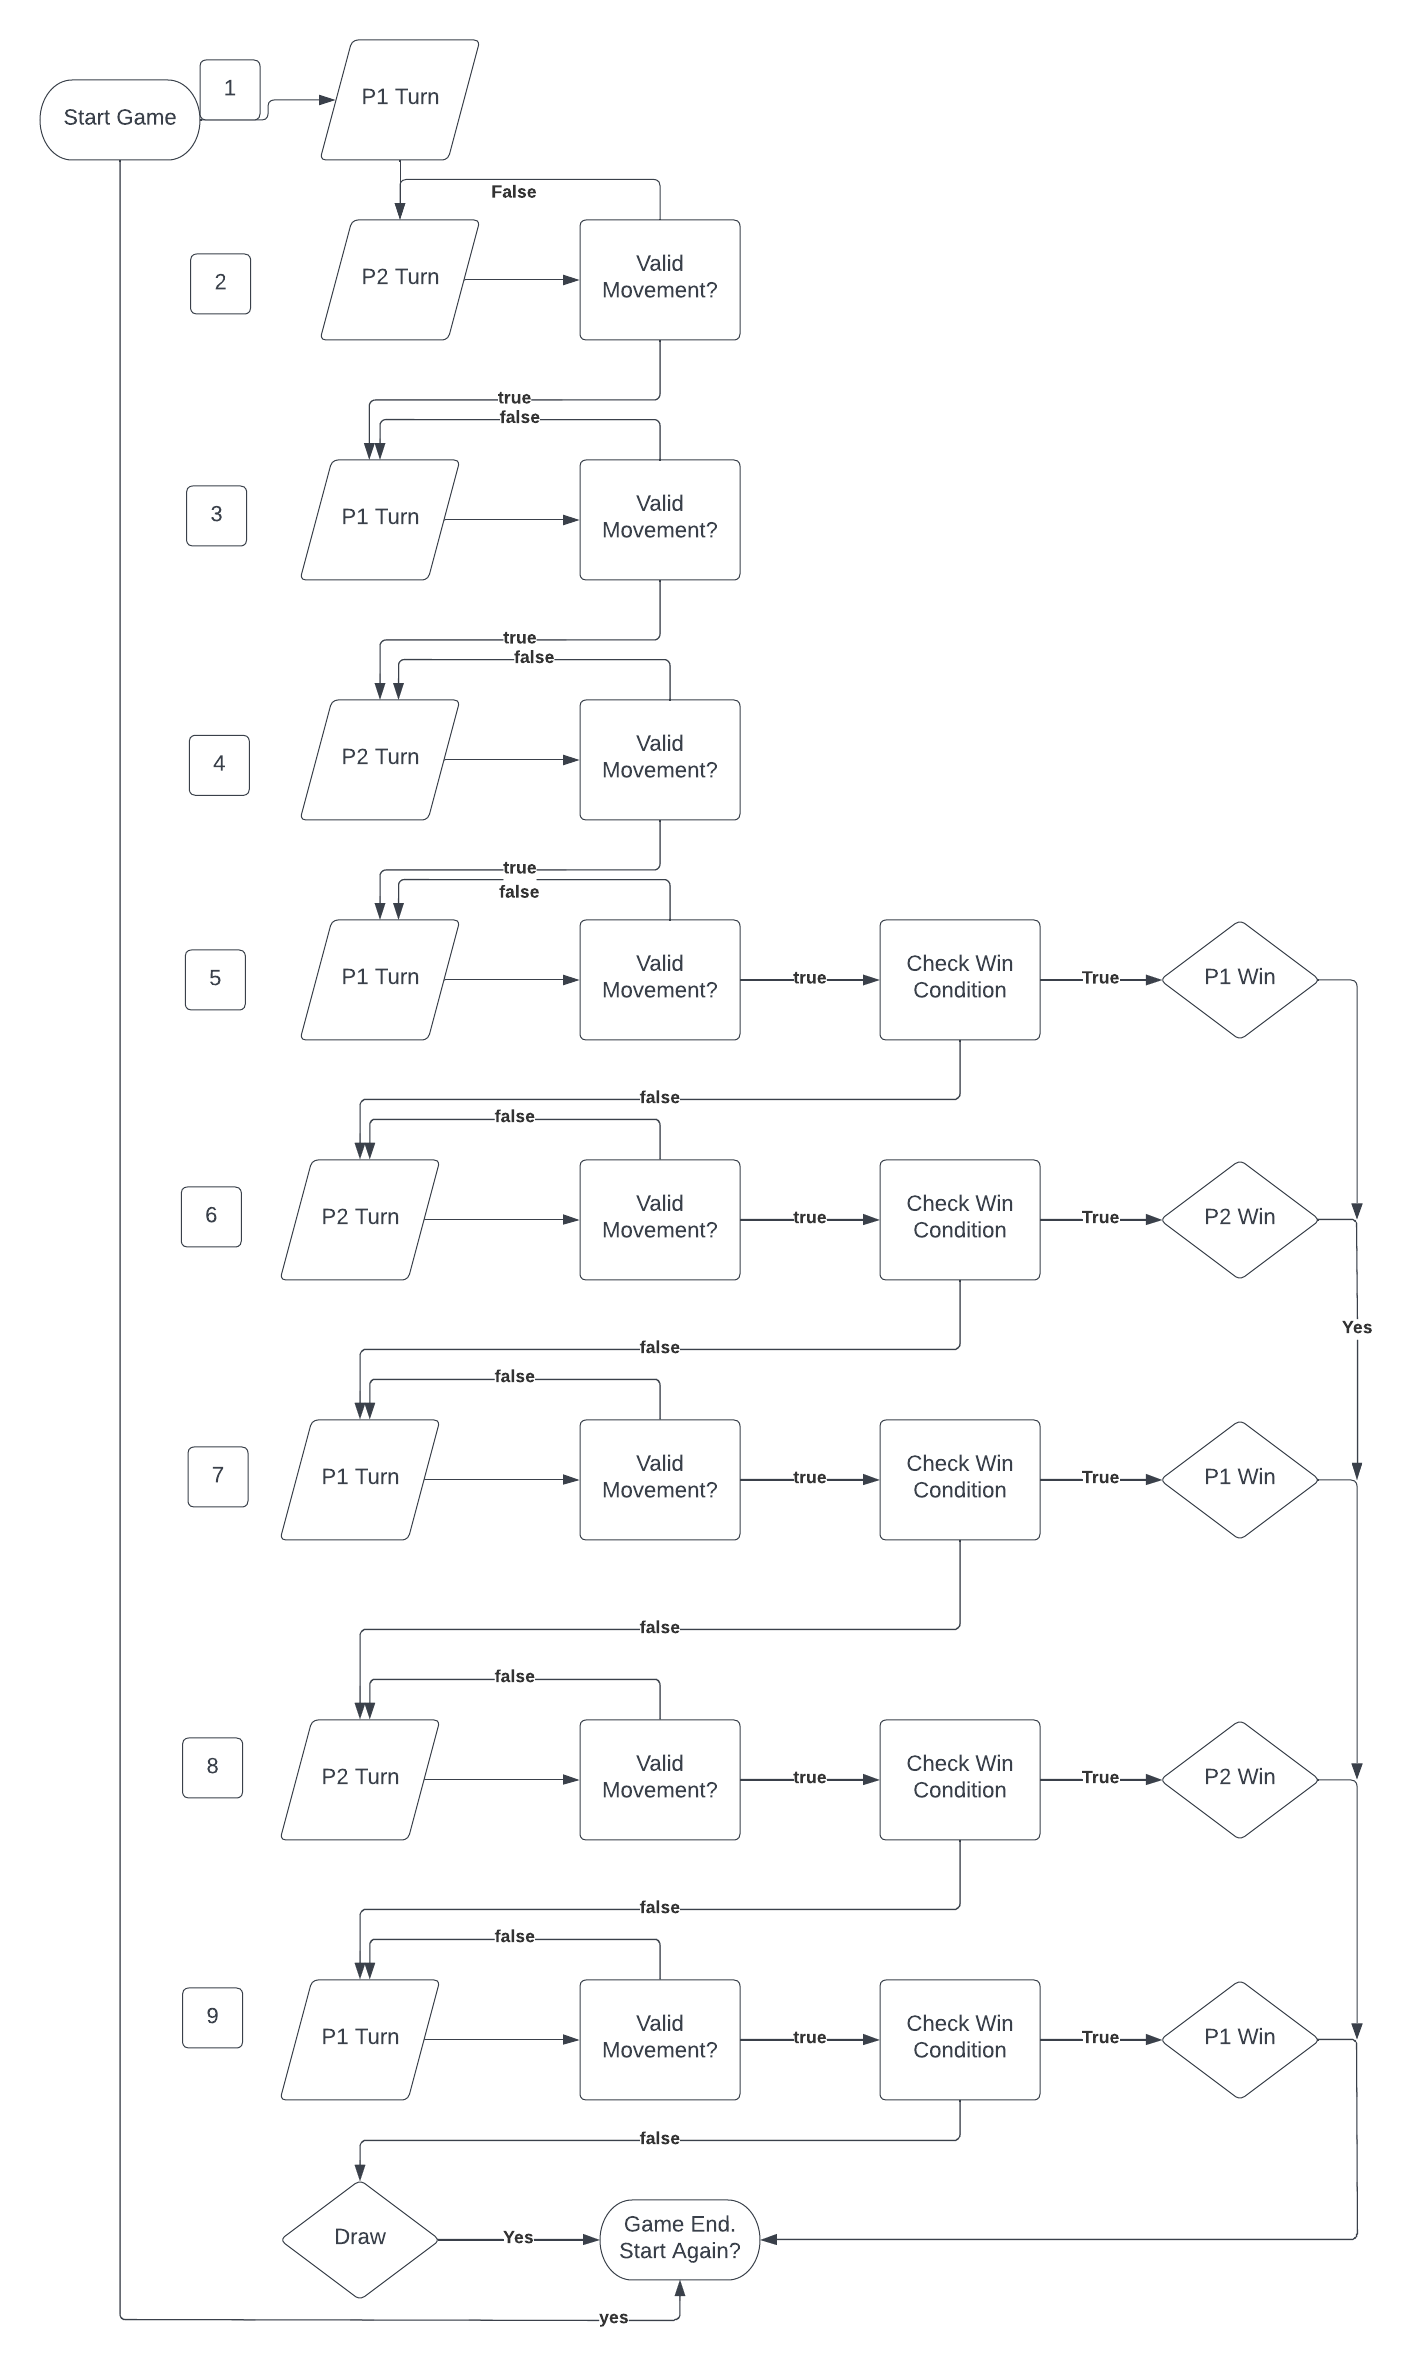 1
P1 Turn
Start Game
False
2
P2 Turn
Valid
Movement?
true
false
3
P1 Turn
Valid
Movement?
true
false
4
P2 Turn
Valid
Movement?
true
false
5
P1 Turn
Valid
Movement?
true
Check Win
Condition
True
P1 Win
false
false
6
P2 Turn
Valid
Movement?
true
Check Win
Condition
True
P2 Win
Yes
false
false
7
P1 Turn
Valid
Movement?
true
Check Win
Condition
True
P1 Win
false
false
8
P2 Turn
Valid
Movement?
true
Check Win
Condition
True
P2 Win
false
false
9
P1 Turn
Valid
Movement?
true
Check Win
Condition
True
P1 Win
false
Draw
Yes
Game End.
Start Again?
yes